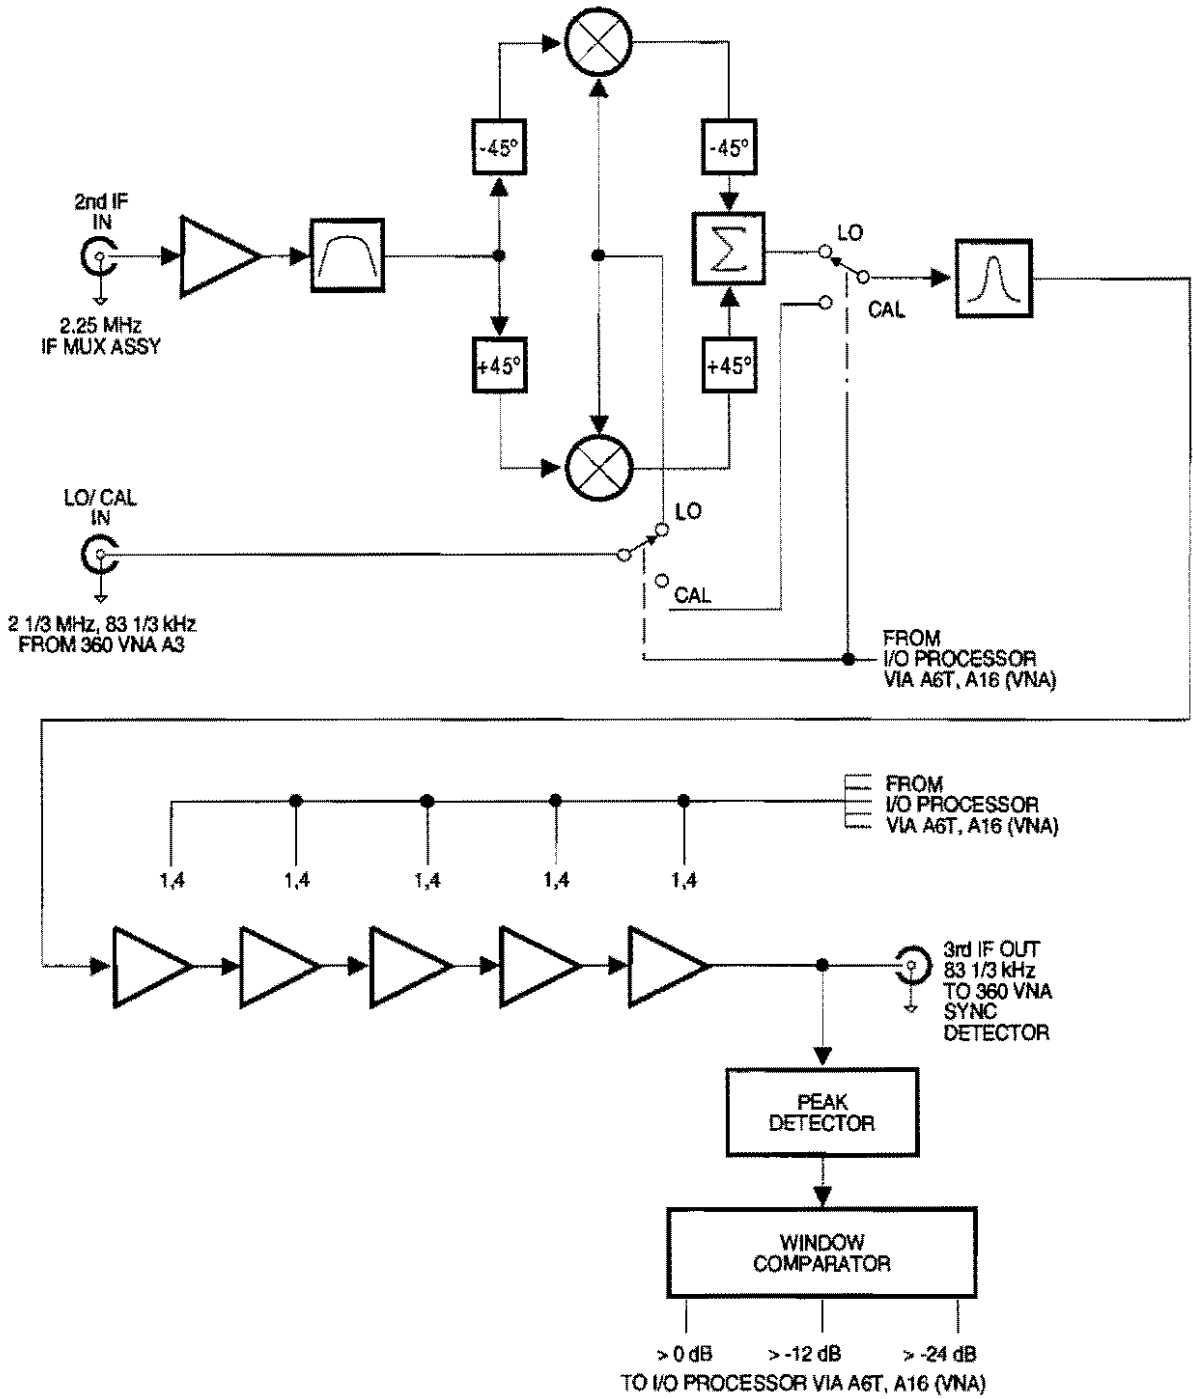 -45°
-45°
2nd IF
IN
LO
Σ
CAL
2.25 MHz
IF MUX ASSY
+45°
+45°
LO/ CAL
IN
LO
CAL
2 1/3 MHz, 83 1/3 kHz
FROM 360 VNA A3
FROM
I/O PROCESSOR
VIA A6T, A16 (VNA)
FROM
I/O PROCESSOR
VIA A6T, A16 (VNA)
1,4
1,4
1,4
1,4
1,4
3rd IF OUT
83 1/3 kHz
TO 360 VNA
SYNC
DETECTOR
PEAK
DETECTOR
WINDOW
COMPARATOR
> 0 dB
> -12 dB
> -24 dB
TO I/O PROCESSOR VIA A6T, A16 (VNA)